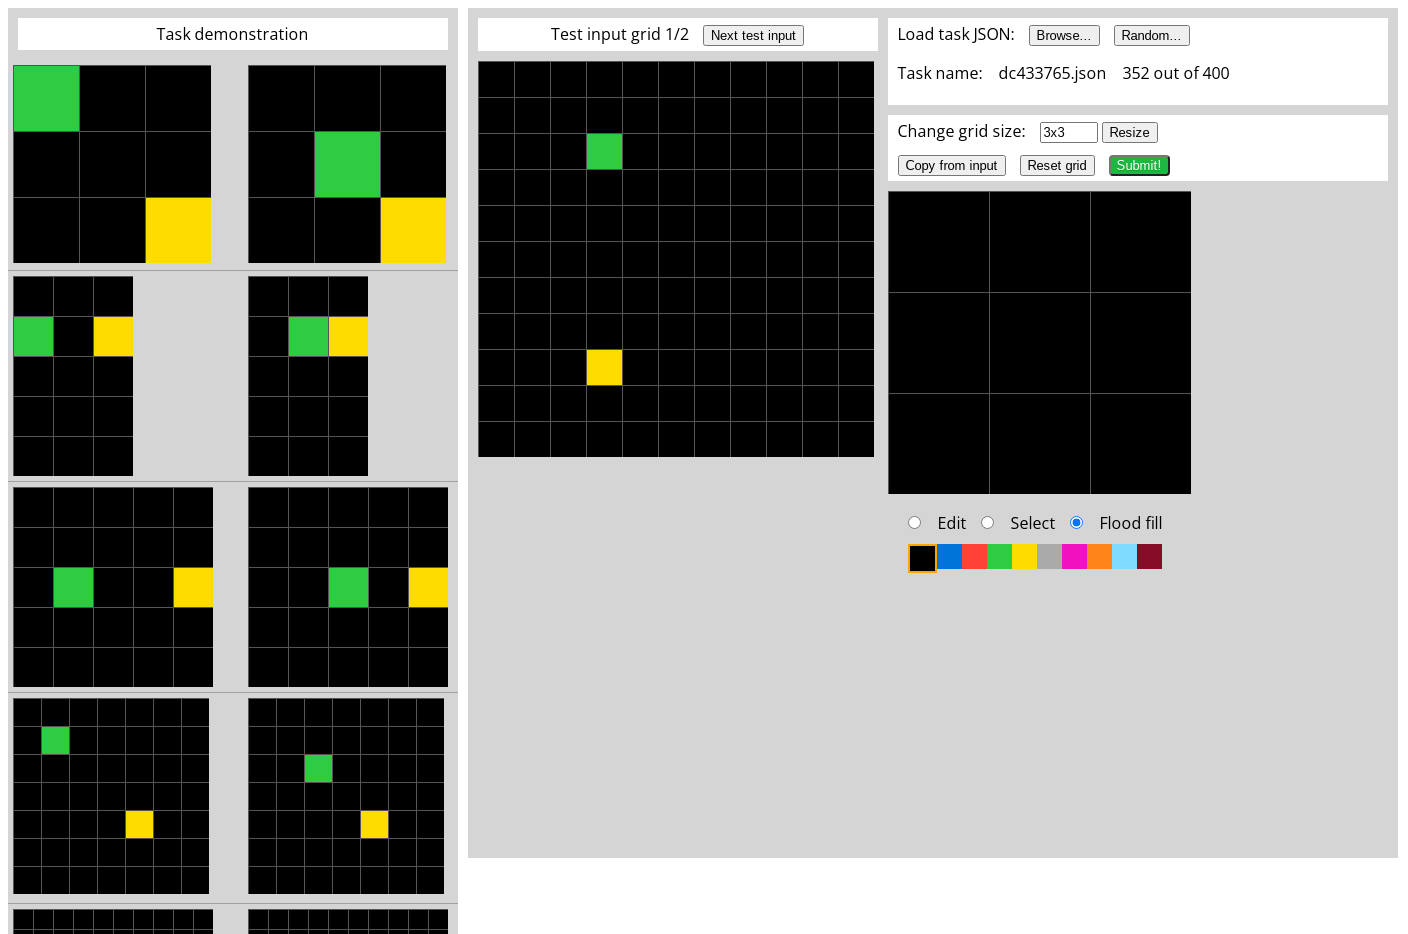 Task demonstration
Test input grid 1/2 Next test input
Load task JSON: Browse... Random...
Task name: dc433765.json 352 out of 400
Change grid size: 3x3 Resize
Copy from input Reset grid Submit!
Edit Select Flood fill